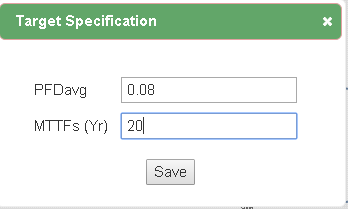 Target Specification ×
PFDavg 0.08
MTTFs (Yr) 20
Save